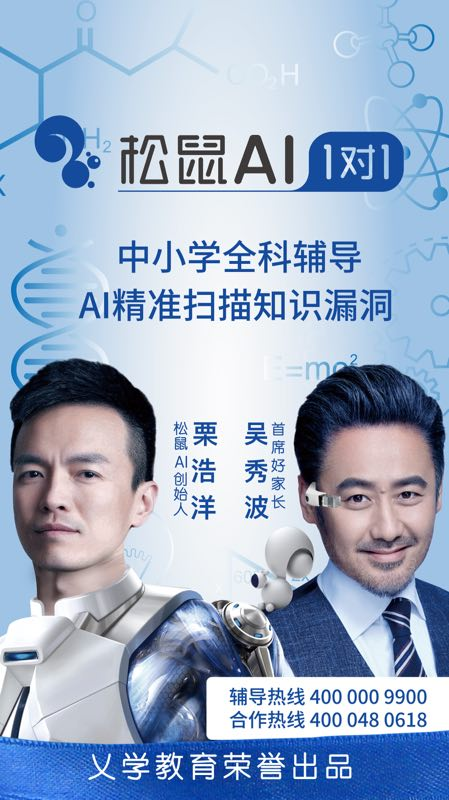 松鼠AI 1对1
中小学全科辅导
AI精准扫描知识漏洞
松鼠AI创始人
栗浩洋
吴秀波
首席好家长
辅导热线 400 000 9900
合作热线 400 048 0618
乂学教育荣誉出品
CO₂H
H₂
E=mc²
X